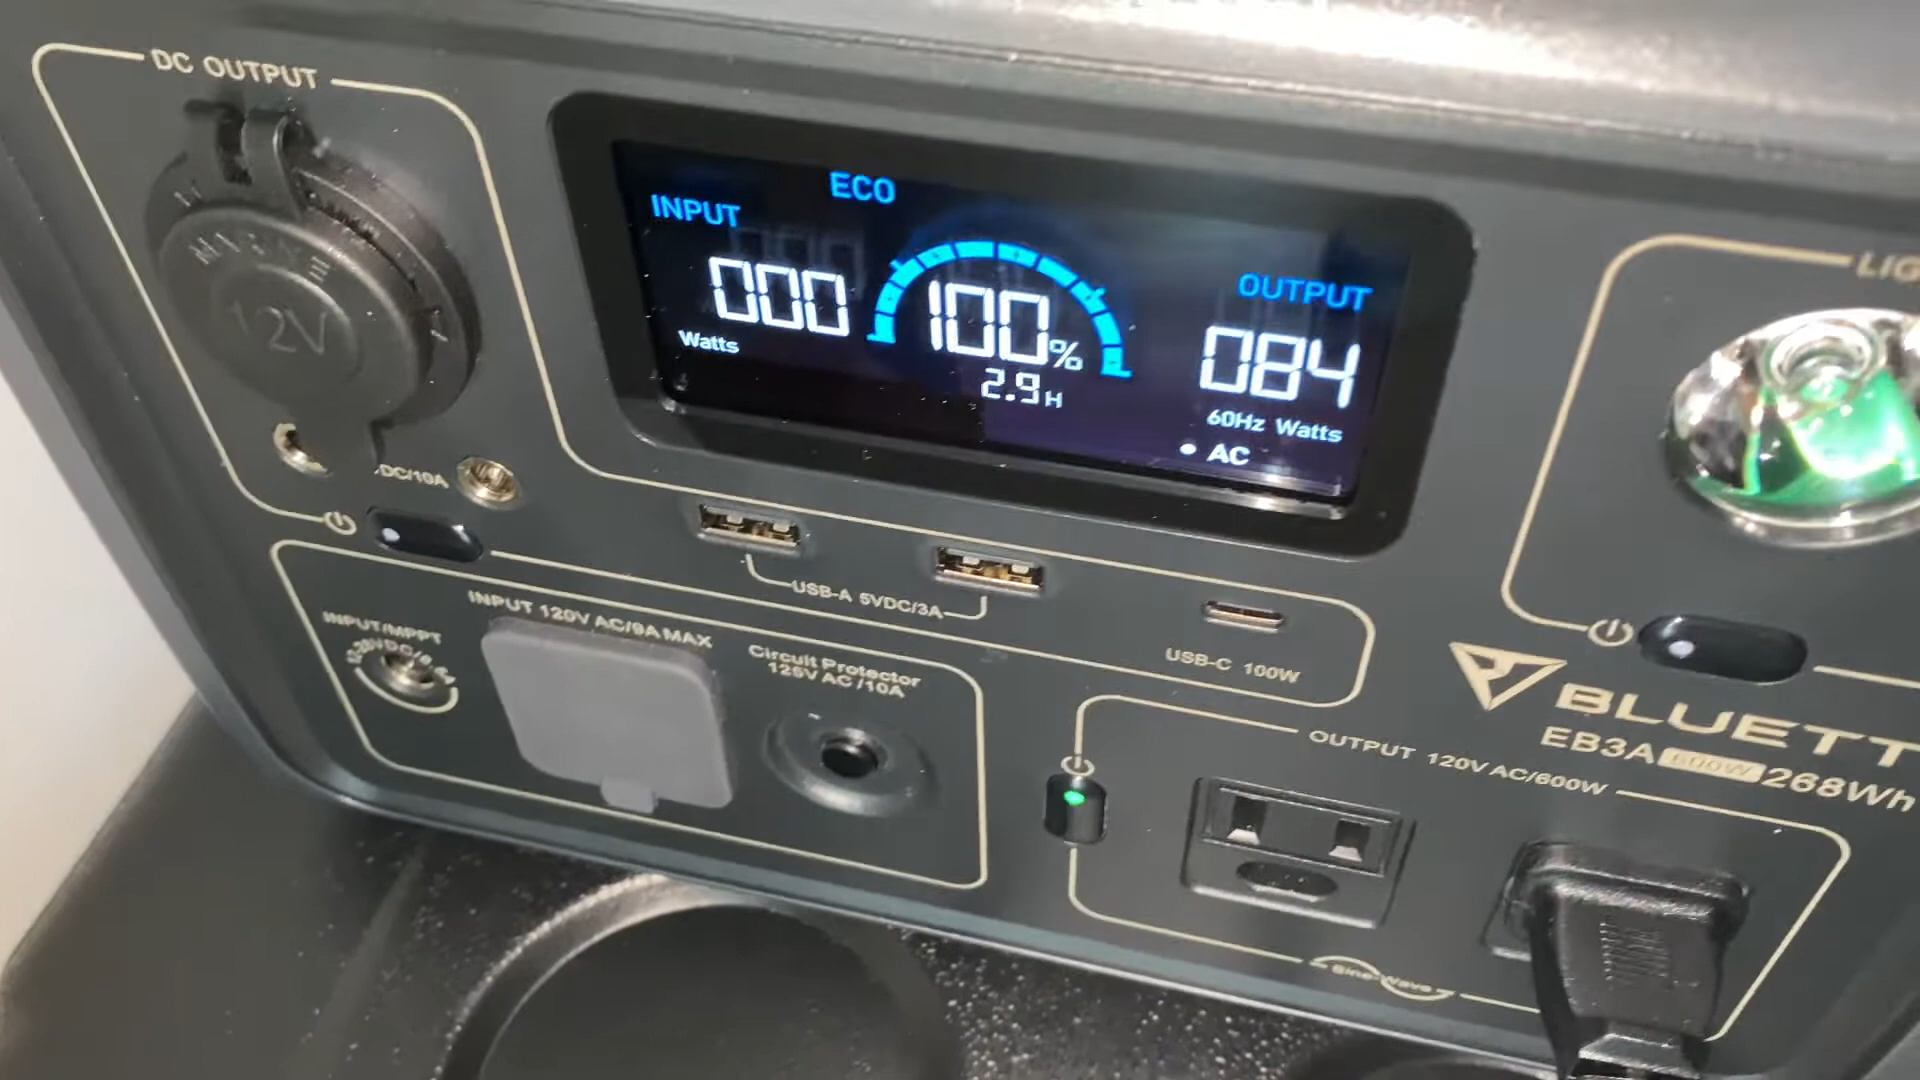 DC OUTPUT
12V
DC/10A
ECO
INPUT
000
Watts
100%
2.9H
OUTPUT
084
60Hz Watts
• AC
USB-A 5VDC/3A
USB-C 100W
INPUT/MPPT
INPUT 120V AC/9A MAX
Circuit Protector
125V AC /10A
BLUETT
EB3A 600W 268Wh
OUTPUT 120V AC/600W
Sine-Wave